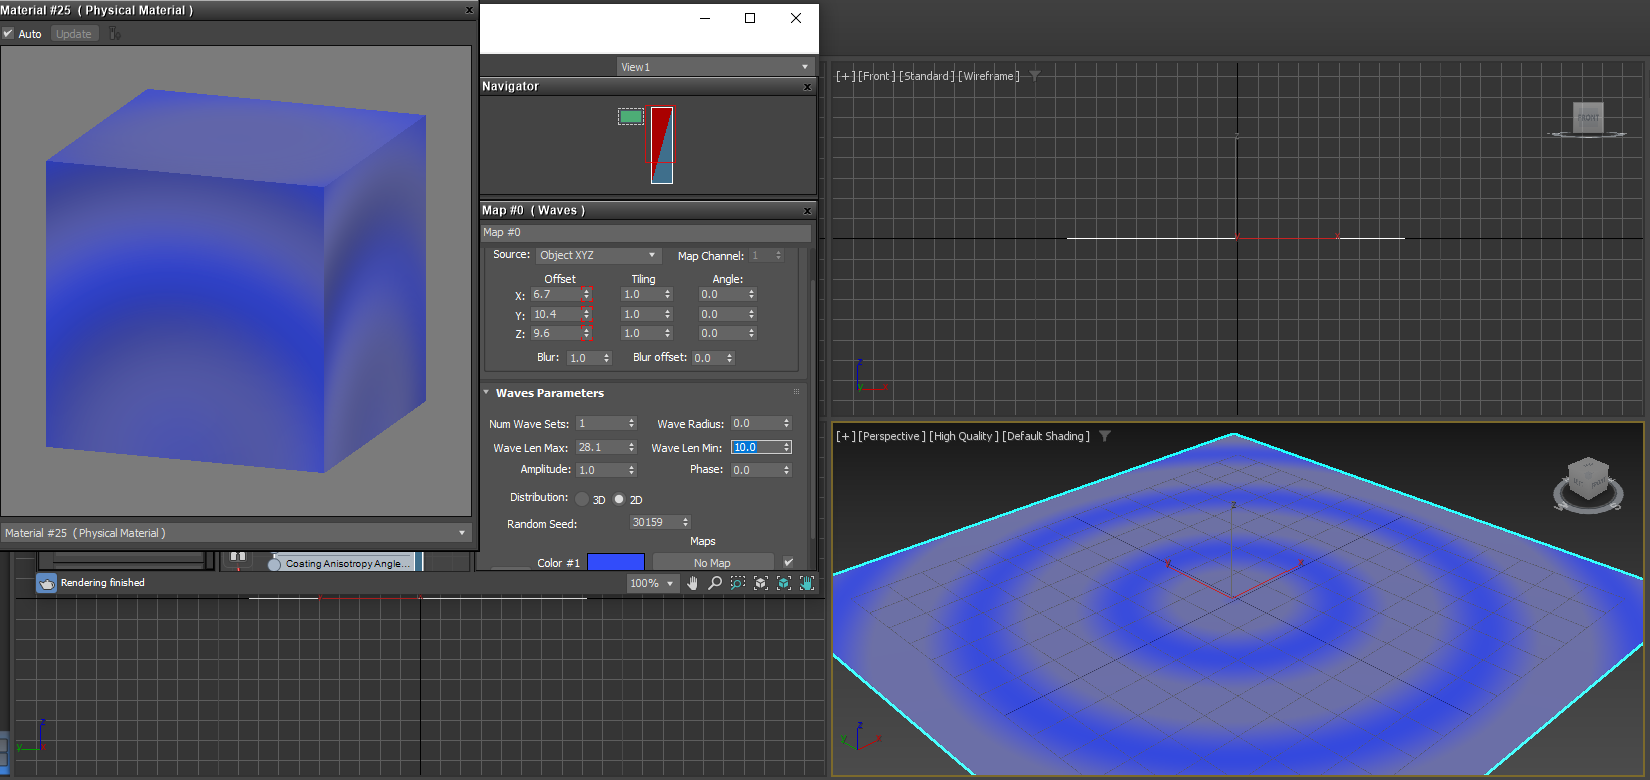 Material #25 ( Physical Material )
Auto
Update
Material #25 ( Physical Material )
View1
Navigator
Map #0 ( Waves )
Map #0
Source: Object XYZ Map Channel: 1
Offset Tiling Angle:
X: 6.7 1.0 0.0
Y: 10.4 1.0 0.0
Z: 9.6 1.0 0.0
Blur: 1.0 Blur offset: 0.0
Waves Parameters
Num Wave Sets: 1 Wave Radius: 0.0
Wave Len Max: 28.1 Wave Len Min: 10.0
Amplitude: 1.0 Phase: 0.0
Distribution: 3D 2D
Random Seed: 30159
Maps
Color #1 No Map
Coating Anisotropy Angle...
Rendering finished
100%
[+] [Front ] [Standard ] [Wireframe ]
FRONT
z
x
z
y x
[+] [Perspective ] [High Quality ] [Default Shading ]
z
y x
z
y x
z
y x